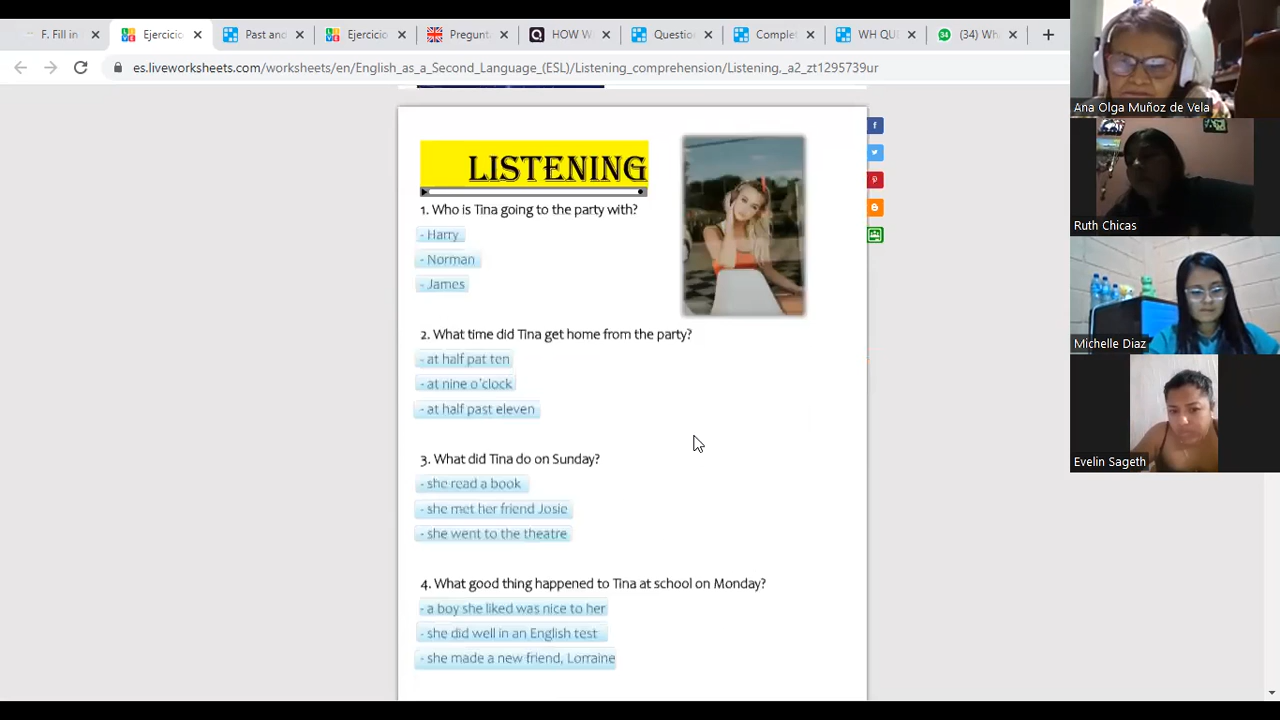 F. Fill in
Ejercicio
Past and
Ejercicio
Pregunt
HOW W
Questio
Comple
WH QU
(34) Wh
es.liveworksheets.com/worksheets/en/English_as_a_Second_Language_(ESL)/Listening_comprehension/Listening,_a2_zt1295739ur
LISTENING
1. Who is Tina going to the party with?
- Harry
- Norman
- James
2. What time did Tina get home from the party?
- at half pat ten
- at nine o'clock
- at half past eleven
3. What did Tina do on Sunday?
- she read a book
- she met her friend Josie
- she went to the theatre
4. What good thing happened to Tina at school on Monday?
- a boy she liked was nice to her
- she did well in an English test
- she made a new friend, Lorraine
Ana Olga Muñoz de Vela
Ruth Chicas
Michelle Diaz
Evelin Sageth